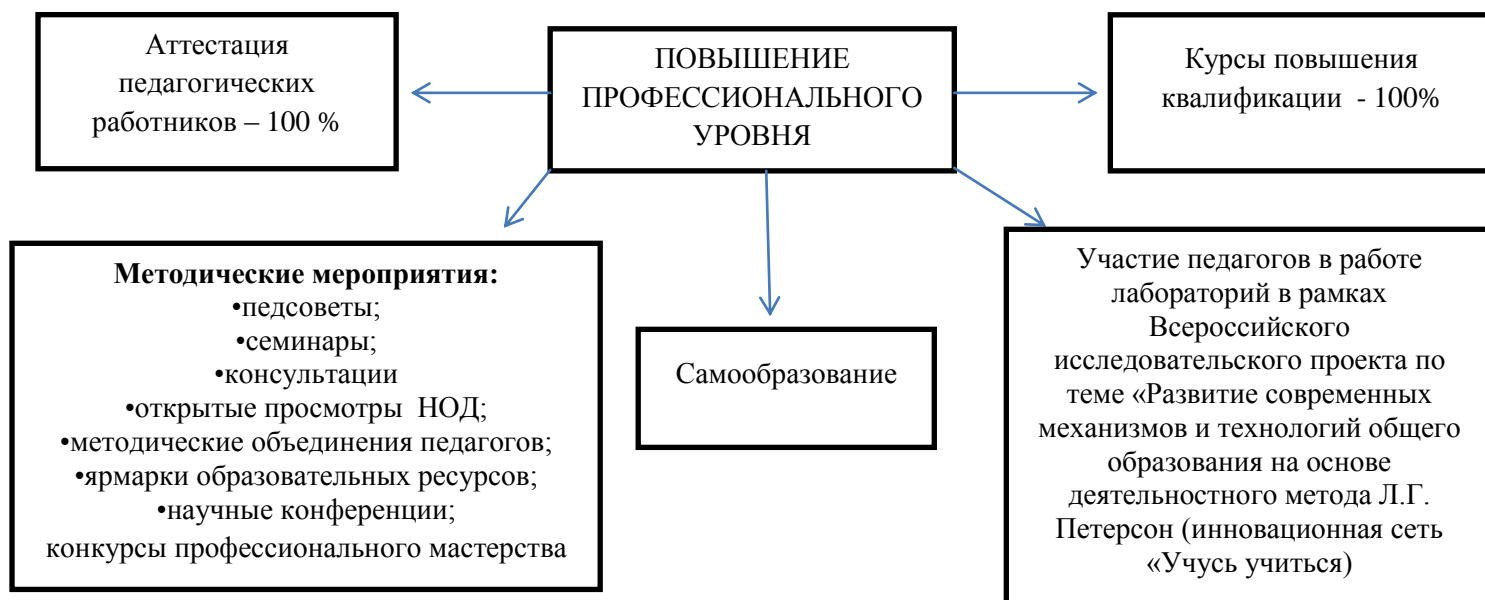 Аттестация
педагогических
работников – 100 %
ПОВЫШЕНИЕ
ПРОФЕССИОНАЛЬНОГО
УРОВНЯ
Курсы повышения
квалификации - 100%
Методические мероприятия:
•педсоветы;
•семинары;
•консультации
•открытые просмотры НОД;
•методические объединения педагогов;
•ярмарки образовательных ресурсов;
•научные конференции;
конкурсы профессионального мастерства
Самообразование
Участие педагогов в работе
лабораторий в рамках
Всероссийского
исследовательского проекта по
теме «Развитие современных
механизмов и технологий общего
образования на основе
деятельностного метода Л.Г.
Петерсон (инновационная сеть
«Учусь учиться)